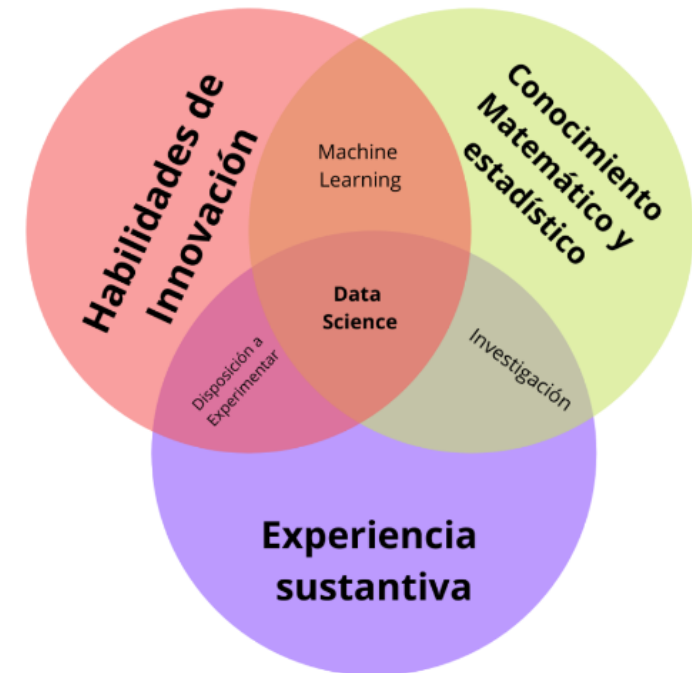 Habilidades de
Innovación
Conocimiento
Matemático y
estadístico
Machine
Learning
Data
Science
Disposición a
Experimentar
Investigación
Experiencia
sustantiva